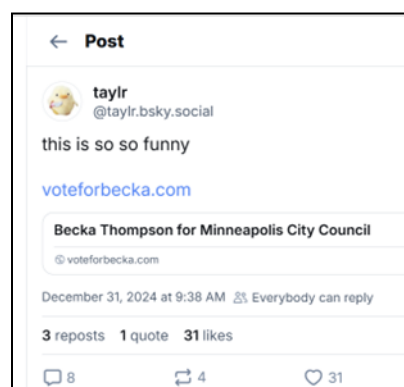 ← Post
taylr
@taylr.bsky.social
this is so so funny
voteforbecka.com
Becka Thompson for Minneapolis City Council
voteforbecka.com
December 31, 2024 at 9:38 AM Everybody can reply
3 reposts 1 quote 31 likes
8 4 31